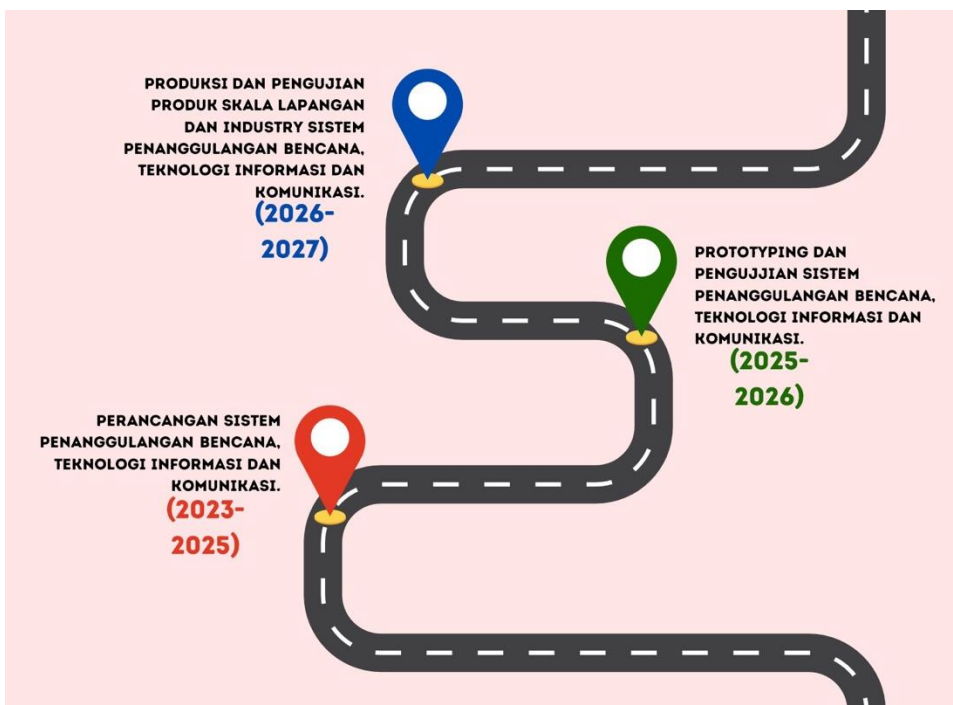 PRODUKSI DAN PENGUJIAN
PRODUK SKALA LAPANGAN
DAN INDUSTRY SISTEM
PENANGGULANGAN BENCANA,
TEKNOLOGI INFORMASI DAN
KOMUNIKASI.
(2026-
2027)
PROTOTYPING DAN
PENGUJJIAN SISTEM
PENANGGULANGAN BENCANA,
TEKNOLOGI INFORMASI DAN
KOMUNIKASI.
(2025-
2026)
PERANCANGAN SISTEM
PENANGGULANGAN BENCANA,
TEKNOLOGI INFORMASI DAN
KOMUNIKASI.
(2023-
2025)